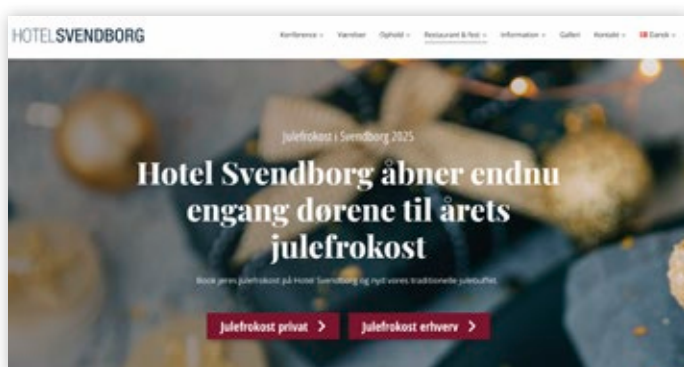 HOTELSVENDBORG
Konference Værelser Ophold Restaurant & fest Information Galleri Kontakt Dansk
Julefrokost i Svendborg 2025
Hotel Svendborg åbner endnu
engang dørene til årets
julefrokost
Book jeres julefrokost på Hotel Svendborg og nyd vores traditionelle julebuffet.
Julefrokost privat
Julefrokost erhverv